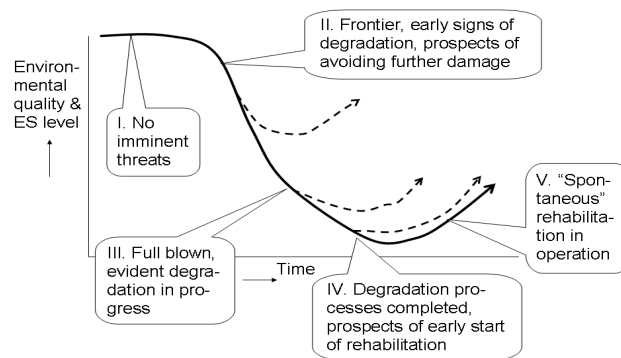 II. Frontier, early signs of
degradation, prospects of
avoiding further damage
Environ-
mental
quality &
ES level
I. No
imminent
threats
V. “Spon-
taneous”
rehabilita-
tion in
operation
III. Full blown,
evident degra-
dation in pro-
gress
Time
IV. Degradation pro-
cesses completed,
prospects of early start
of rehabilitation